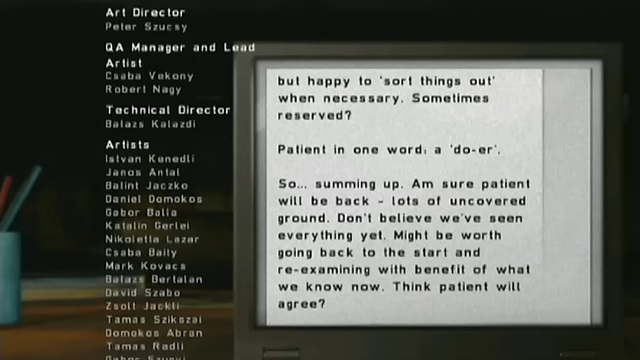 Art Director
Peter Szucsy
QA Manager and Lead
Artist
Csaba Vekony
Robert Nagy
Technical Director
Balazs Kalazdi
Artists
Istvan Kenedli
Janos Antal
Balint Jaczko
Daniel Domokos
Gabor Balla
Katalin Gerlei
Nikoletta Lazar
Csaba Baity
Mark Kovacs
Balazs Bertalan
David Szabo
Zsolt Jackli
Tamas Szikszai
Domokos Abran
Tamas Radli
but happy to 'sort things out'
when necessary. Sometimes
reserved?
Patient in one word: a 'do-er'.
So... summing up. Am sure patient
will be back - lots of uncovered
ground. Don't believe we've seen
everything yet. Might be worth
going back to the start and
re-examining with benefit of what
we know now. Think patient will
agree?